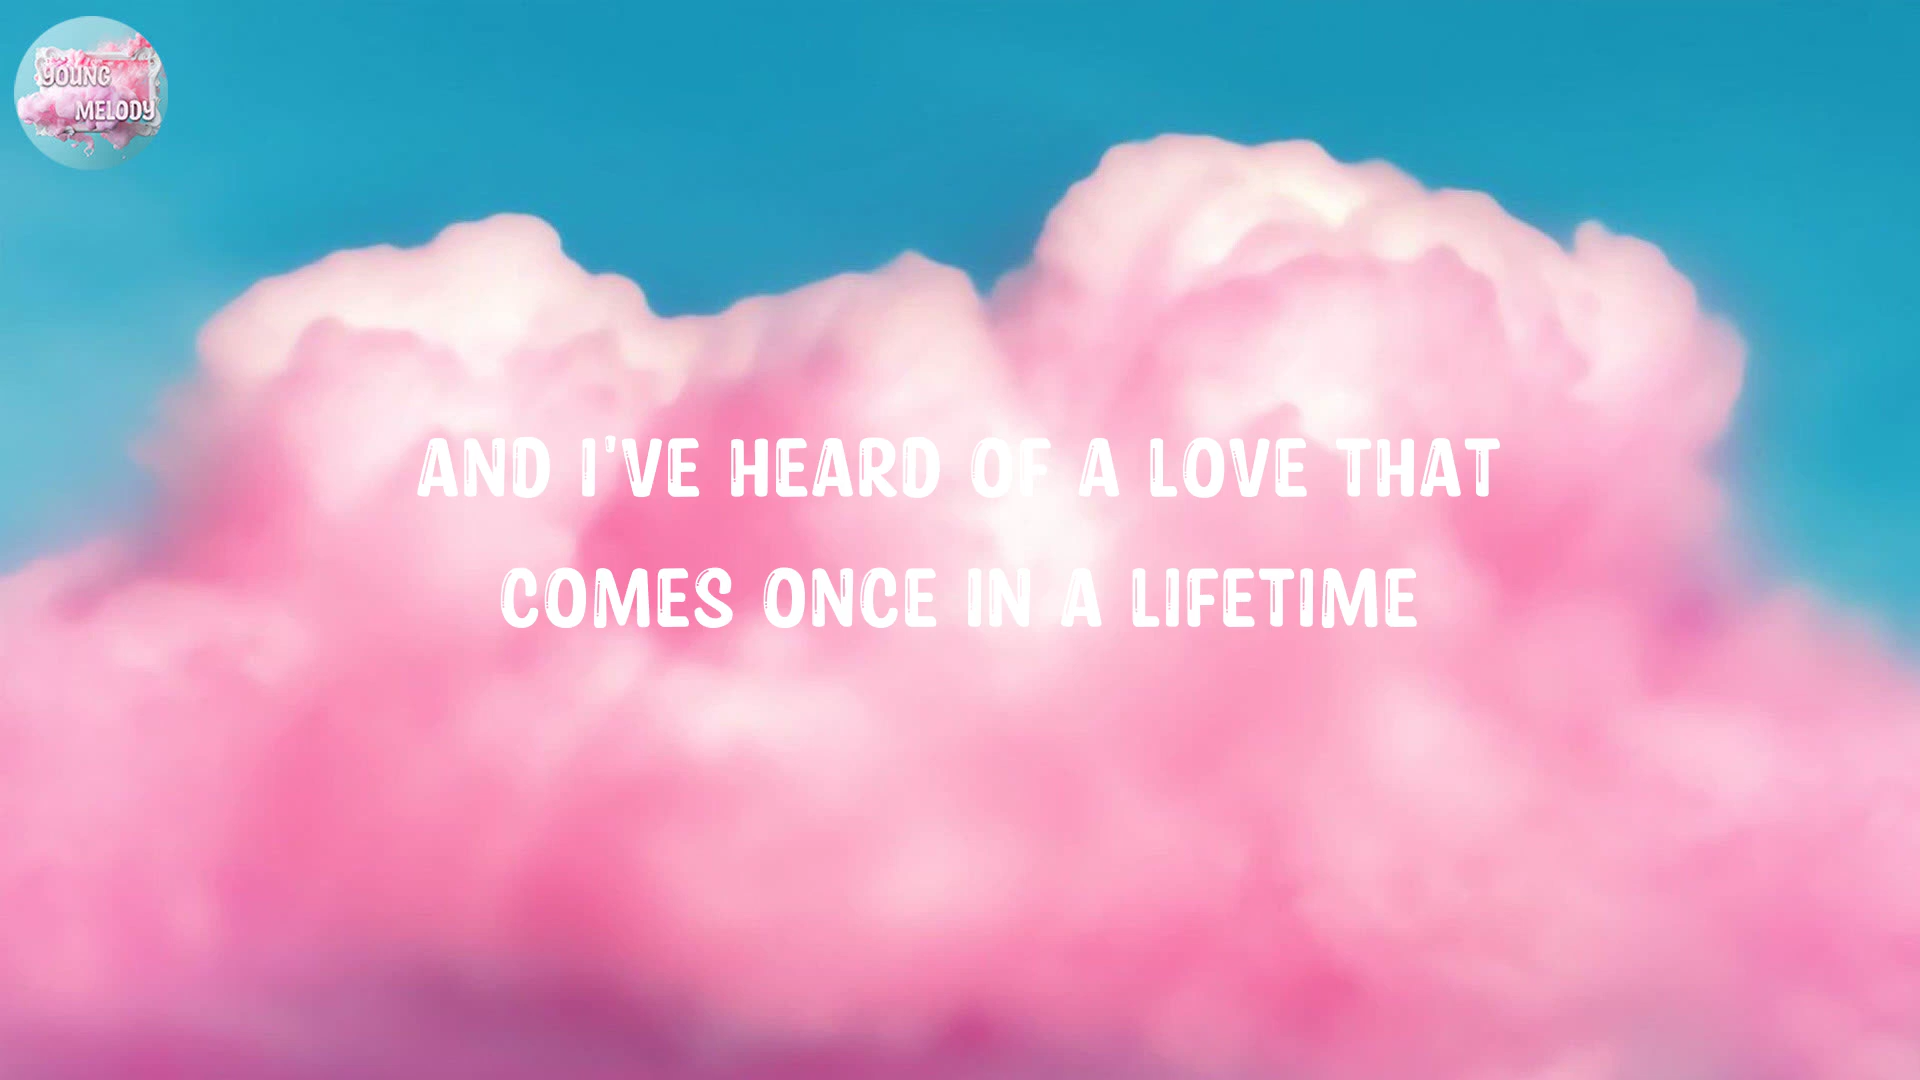 YOUNG
MELODY
AND I'VE HEARD OF A LOVE THAT
COMES ONCE IN A LIFETIME